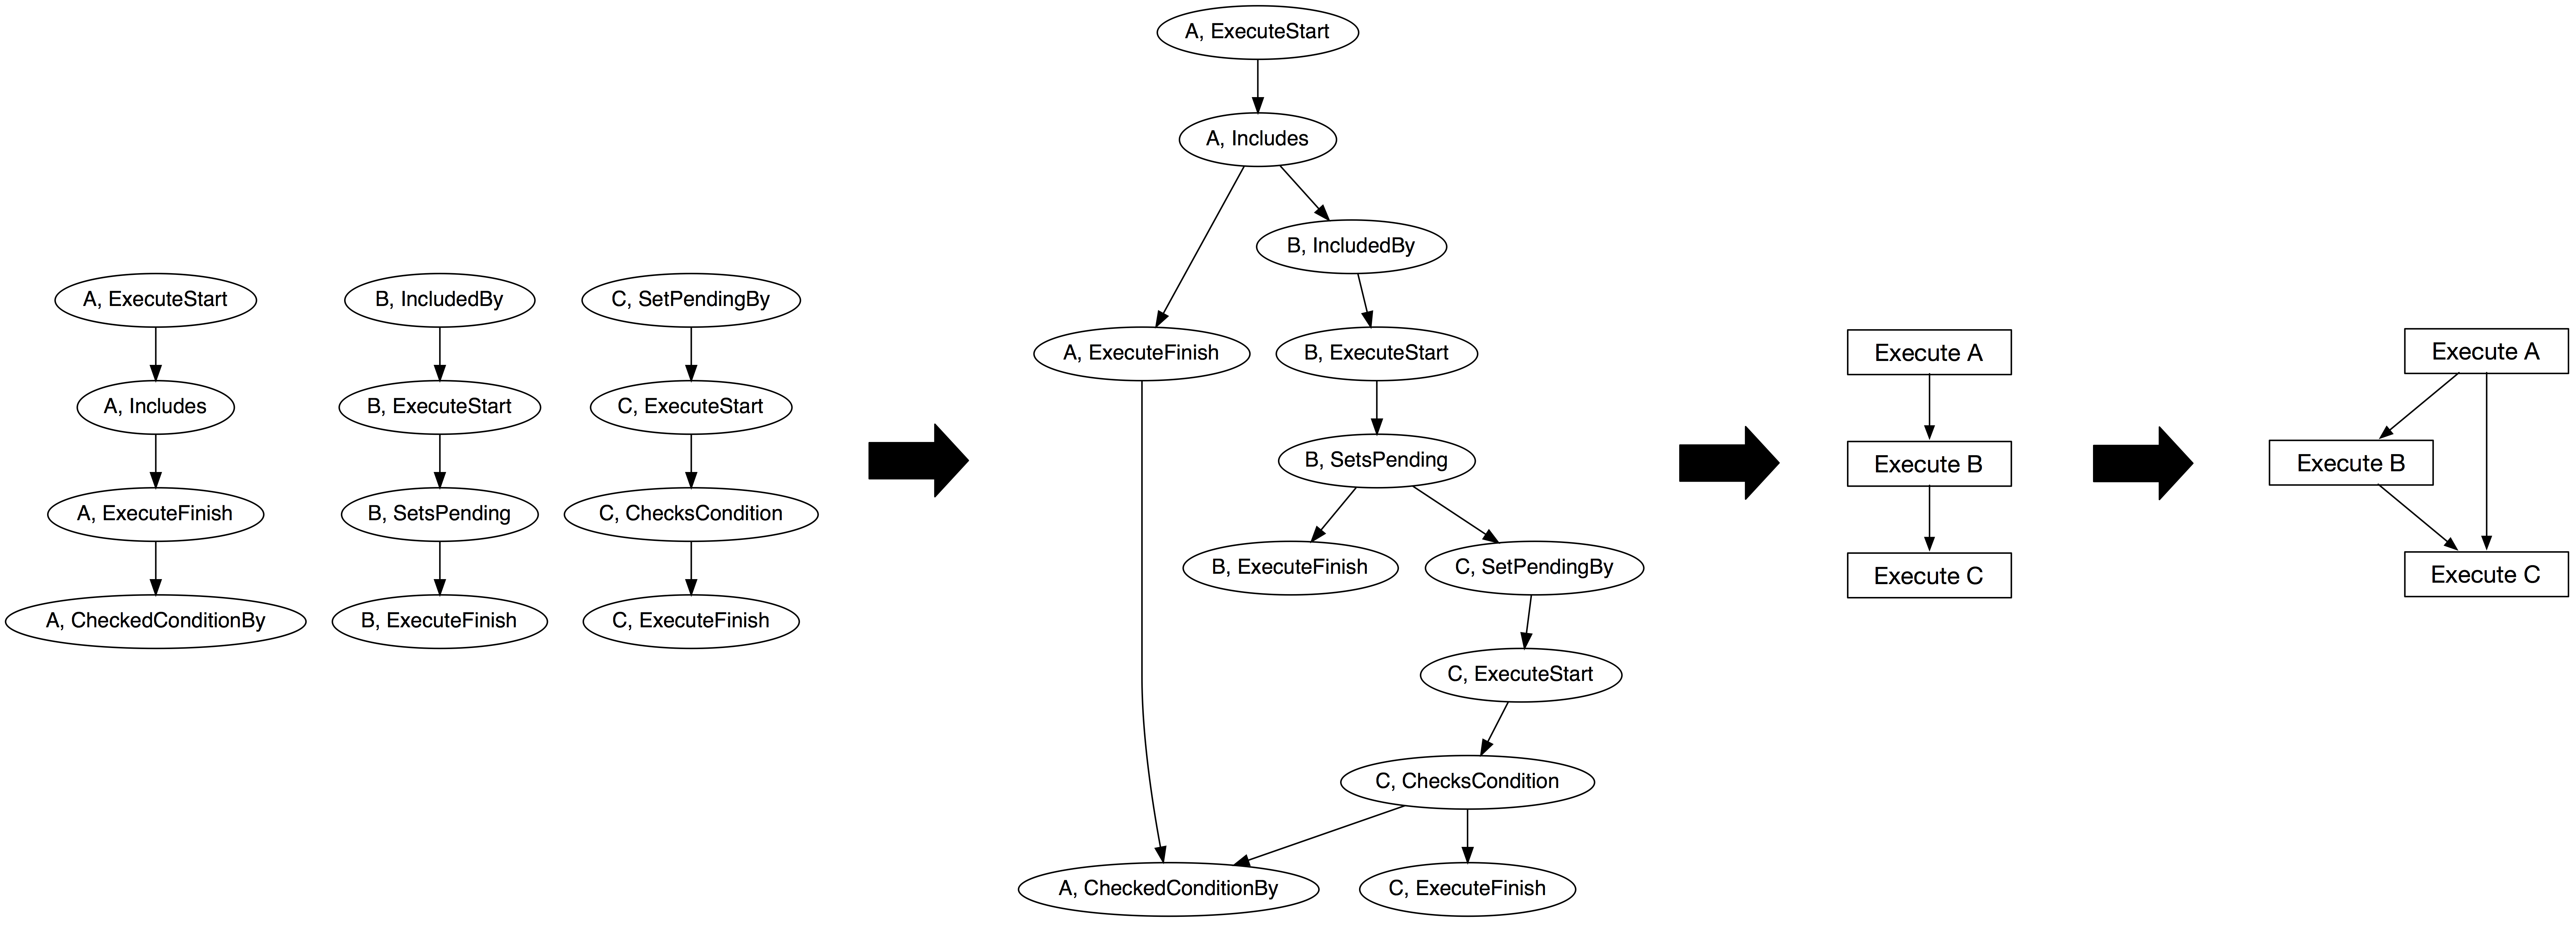 A, ExecuteStart
A, Includes
A, ExecuteFinish
A, CheckedConditionBy
B, IncludedBy
B, ExecuteStart
B, SetsPending
B, ExecuteFinish
C, SetPendingBy
C, ExecuteStart
C, ChecksCondition
C, ExecuteFinish
A, ExecuteStart
A, Includes
B, IncludedBy
A, ExecuteFinish
B, ExecuteStart
B, SetsPending
B, ExecuteFinish
C, SetPendingBy
C, ExecuteStart
C, ChecksCondition
A, CheckedConditionBy
C, ExecuteFinish
Execute A
Execute B
Execute C
Execute A
Execute B
Execute C